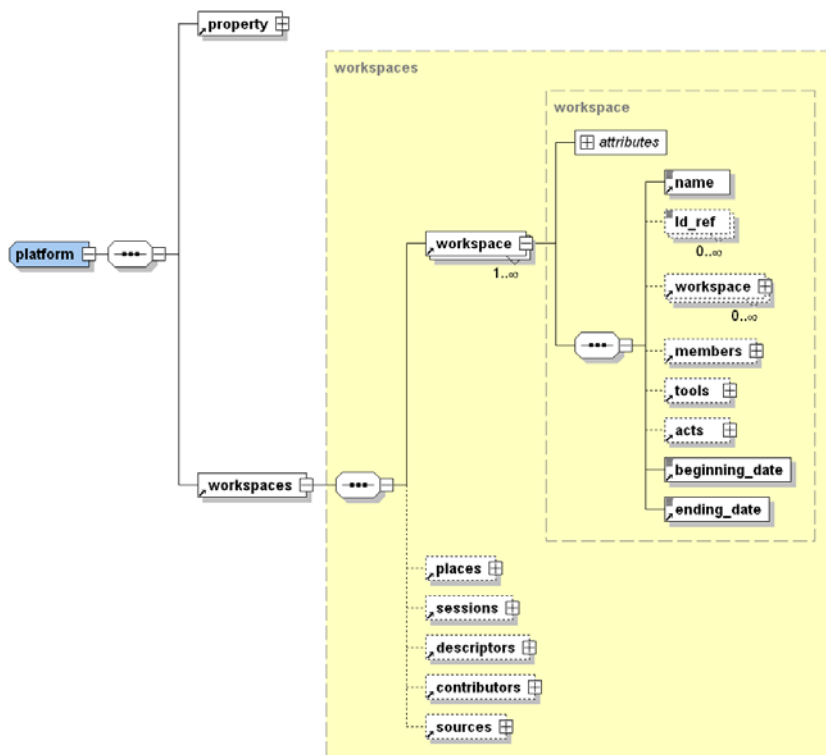 property
workspaces
workspace
attributes
name
ld_ref
0..∞
workspace
1..∞
workspace
0..∞
platform
members
tools
acts
beginning_date
ending_date
workspaces
places
sessions
descriptors
contributors
sources